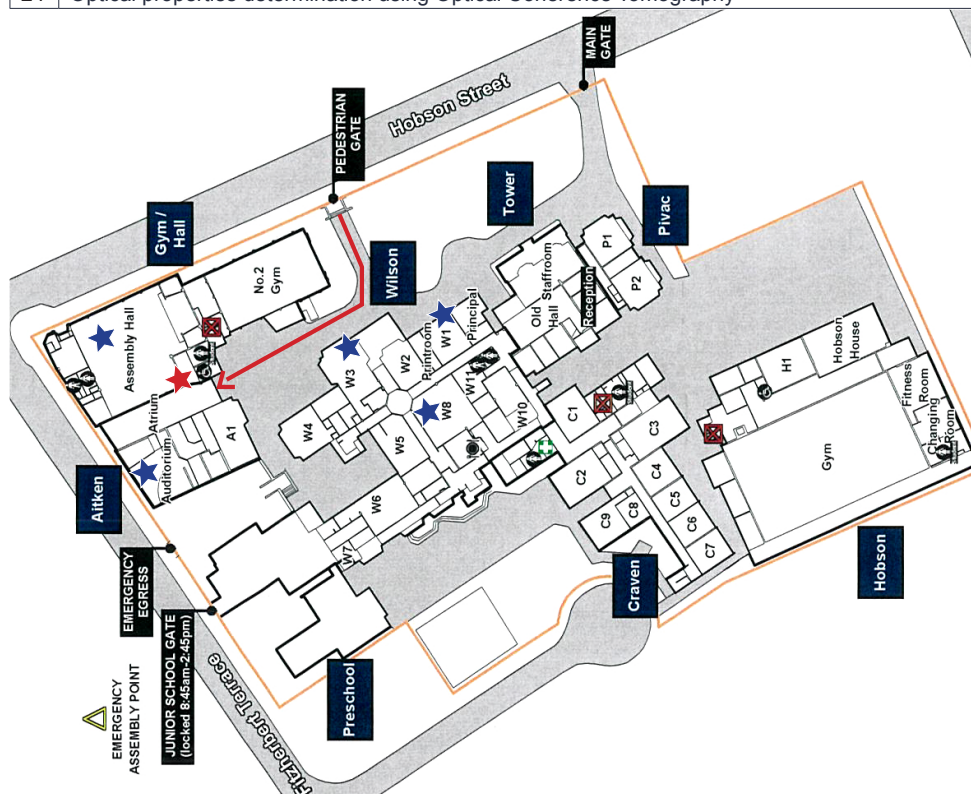 Optical properties determination using Optical Coherence Tomography
MAIN
GATE
Hobson Street
PEDESTRIAN
GATE
Gym /
Hall
Tower
Pivac
Wilson
No.2
Gym
Assembly Hall
Atrium
Auditorium
A1
Aitken
P1
P2
Staffroom
Old
Hall
Reception
Principal
Printroom
W1
W2
W3
W4
W5
W6
W7
W8
W10
W11
C1
C2
C3
C4
C5
C6
C7
C8
C9
H1
Hobson
House
Fitness
Room
Changing
Room
Gym
Hobson
Craven
Preschool
EMERGENCY
EGRESS
JUNIOR SCHOOL GATE
(locked 8:45am-2:45pm)
EMERGENCY
ASSEMBLY POINT
Fitzherbert Terrace